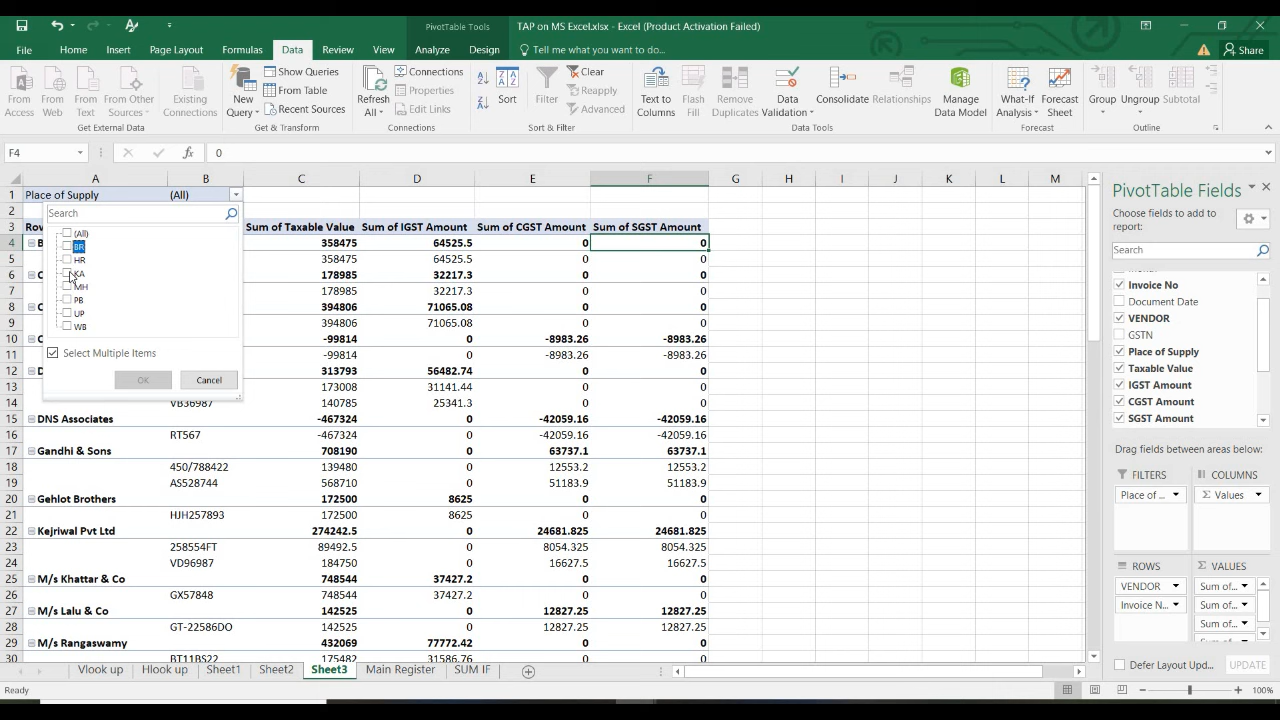 PivotTable Tools TAP on MS Excel.xlsx - Excel (Product Activation Failed)
File Home Insert Page Layout Formulas Data Review View Analyze Design Tell me what you want to do... Share
From Access From Web From Text From Other Sources Existing Connections New Query Show Queries From Table Recent Sources Refresh All Connections Properties Edit Links Sort Filter Clear Reapply Advanced Text to Columns Flash Fill Remove Duplicates Data Validation Consolidate Relationships Manage Data Model What-If Analysis Forecast Sheet Group Ungroup Subtotal
Get External Data Get & Transform Connections Sort & Filter Data Tools Forecast Outline
F4 fx 0
A B C D E F G H I J K L M
1 Place of Supply (All)
2
3 Rov Sum of Taxable Value Sum of IGST Amount Sum of CGST Amount Sum of SGST Amount
4 B 358475 64525.5 0 0
5 358475 64525.5 0 0
6 C 178985 32217.3 0 0
7 178985 32217.3 0 0
8 C 394806 71065.08 0 0
9 394806 71065.08 0 0
10 C -99814 0 -8983.26 -8983.26
11 -99814 0 -8983.26 -8983.26
12 D 313793 56482.74 0 0
13 173008 31141.44 0 0
14 VB36987 140785 25341.3 0 0
15 DNS Associates -467324 0 -42059.16 -42059.16
16 RT567 -467324 0 -42059.16 -42059.16
17 Gandhi & Sons 708190 0 63737.1 63737.1
18 450/788422 139480 0 12553.2 12553.2
19 AS528744 568710 0 51183.9 51183.9
20 Gehlot Brothers 172500 8625 0 0
21 HJH257893 172500 8625 0 0
22 Kejriwal Pvt Ltd 274242.5 0 24681.825 24681.825
23 258554FT 89492.5 0 8054.325 8054.325
24 VD96987 184750 0 16627.5 16627.5
25 M/s Khattar & Co 748544 37427.2 0 0
26 GX57848 748544 37427.2 0 0
27 M/s Lalu & Co 142525 0 12827.25 12827.25
28 GT-22586DO 142525 0 12827.25 12827.25
29 M/s Rangaswamy 432069 77772.42 0 0
30 BT11BS22 175482 31586.76 0 0
Search
(All)
BR
HR
KA
MH
PB
UP
WB
Select Multiple Items
OK Cancel
PivotTable Fields
Choose fields to add to report:
Search
Invoice No
Document Date
VENDOR
GSTN
Place of Supply
Taxable Value
IGST Amount
CGST Amount
SGST Amount
Drag fields between areas below:
FILTERS COLUMNS
Place of ... Σ Values
ROWS Σ VALUES
VENDOR Sum of...
Invoice N... Sum of...
Sum of...
Defer Layout Upd... UPDATE
Vlook up Hlook up Sheet1 Sheet2 Sheet3 Main Register SUM IF
Ready 100%